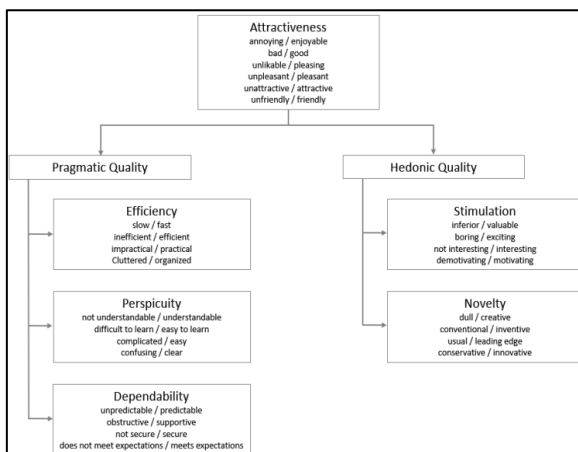 Attractiveness
annoying / enjoyable
bad / good
unlikable / pleasing
unpleasant / pleasant
unattractive / attractive
unfriendly / friendly
Pragmatic Quality
Hedonic Quality
Efficiency
slow / fast
inefficient / efficient
impractical / practical
Cluttered / organized
Stimulation
inferior / valuable
boring / exciting
not interesting / interesting
demotivating / motivating
Perspicuity
not understandable / understandable
difficult to learn / easy to learn
complicated / easy
confusing / clear
Novelty
dull / creative
conventional / inventive
usual / leading edge
conservative / innovative
Dependability
unpredictable / predictable
obstructive / supportive
not secure / secure
does not meet expectations / meets expectations